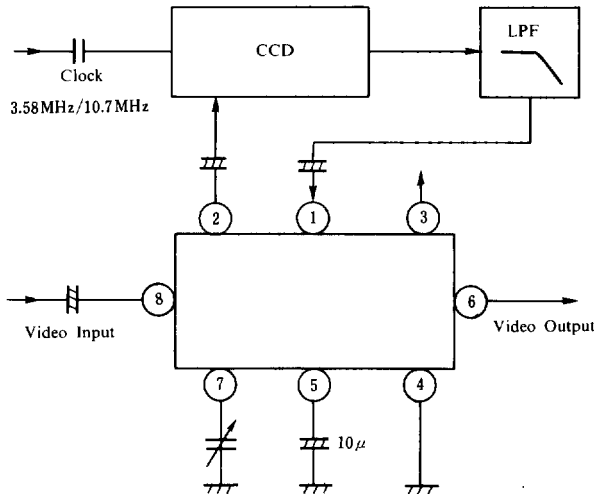 LPF
CCD
Clock
3.58MHz/10.7MHz
2
1
3
8
6
Video Input
Video Output
7
5
4
10μ